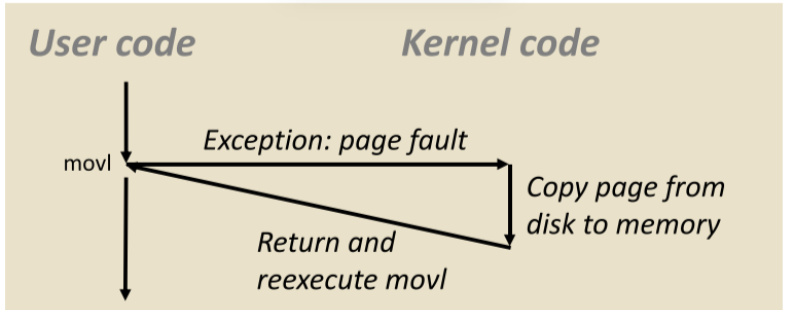 User code
Kernel code
Exception: page fault
movl
Copy page from
disk to memory
Return and
reexecute movl